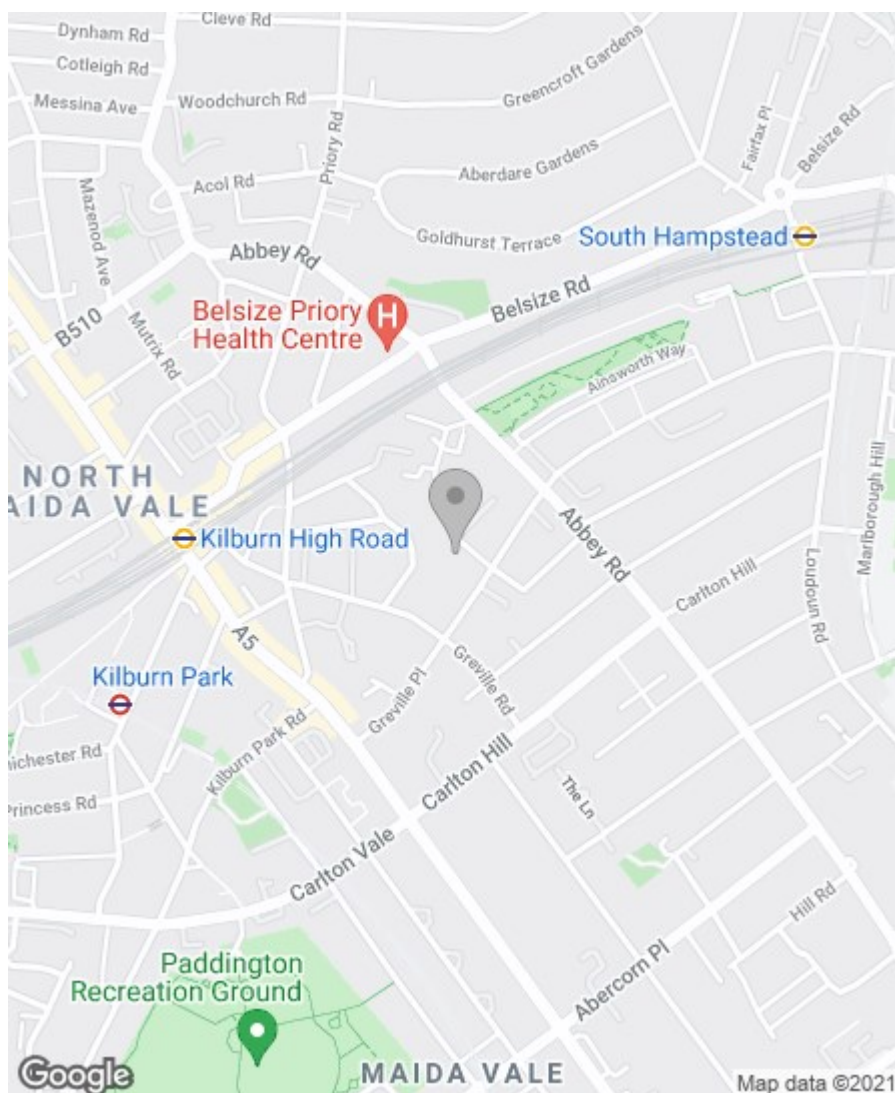 Cleve Rd
Dynham Rd
Cotleigh Rd
Messina Ave
Woodchurch Rd
Greencroft Gardens
Priory Rd
Fairfax Pl
Belsize Rd
Acol Rd
Aberdare Gardens
Mazenod Ave
Goldhurst Terrace
South Hampstead
Abbey Rd
Belsize Priory
Health Centre
H
Belsize Rd
B510
Mutrix Rd
Ainsworth Way
NORTH
AIDA VALE
Kilburn High Road
Abbey Rd
Marlborough Hill
Loudoun Rd
Carlton Hill
A5
Kilburn Park
Greville Pl
Greville Rd
Kilburn Park Rd
hichester Rd
Princess Rd
Carlton Hill
The Ln
Carlton Vale
Hill Rd
Abercorn Pl
Paddington
Recreation Ground
MAIDA VALE
Google
Map data ©2021